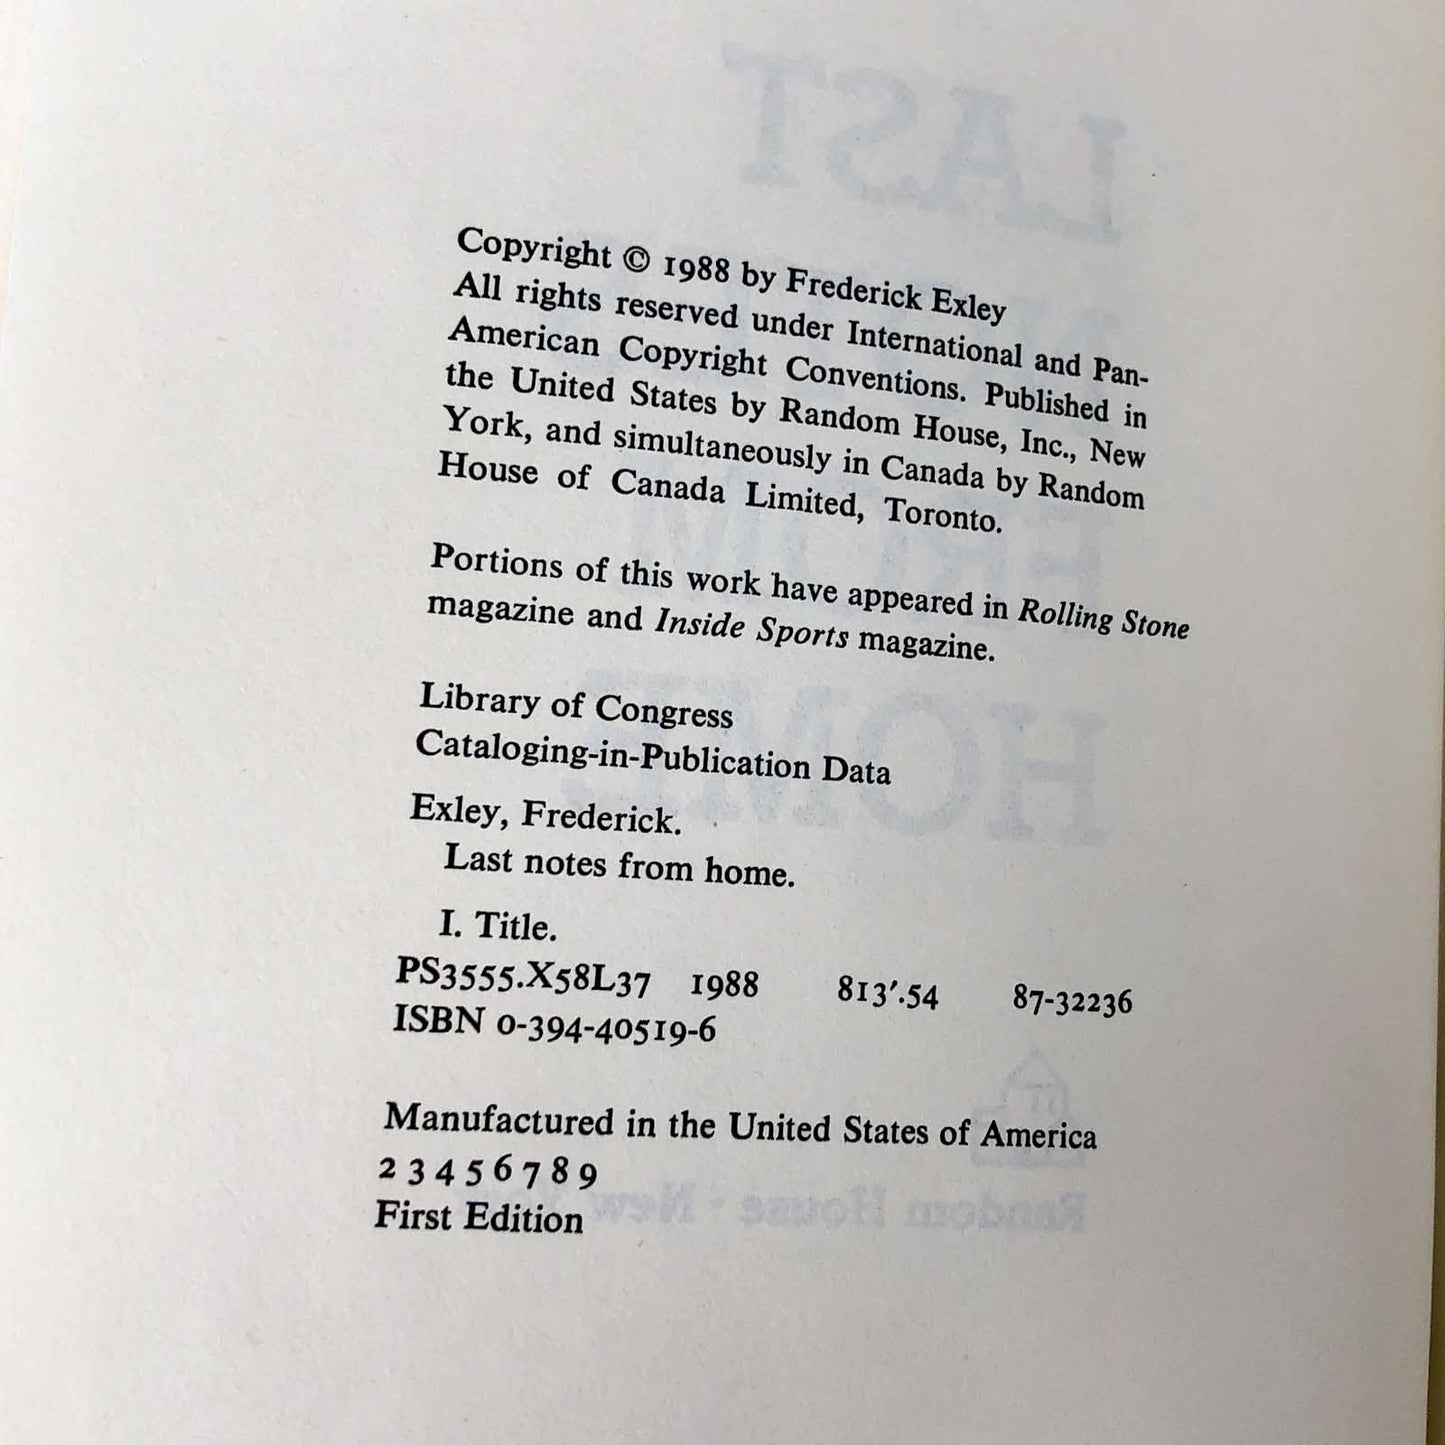 Copyright © 1988 by Frederick Exley
All rights reserved under International and Pan-
American Copyright Conventions. Published in
the United States by Random House, Inc., New
York, and simultaneously in Canada by Random
House of Canada Limited, Toronto.
Portions of this work have appeared in Rolling Stone
magazine and Inside Sports magazine.
Library of Congress
Cataloging-in-Publication Data
Exley, Frederick.
Last notes from home.
I. Title.
PS3555.X58L37 1988 813'.54 87-32236
ISBN 0-394-40519-6
Manufactured in the United States of America
2 3 4 5 6 7 8 9
First Edition